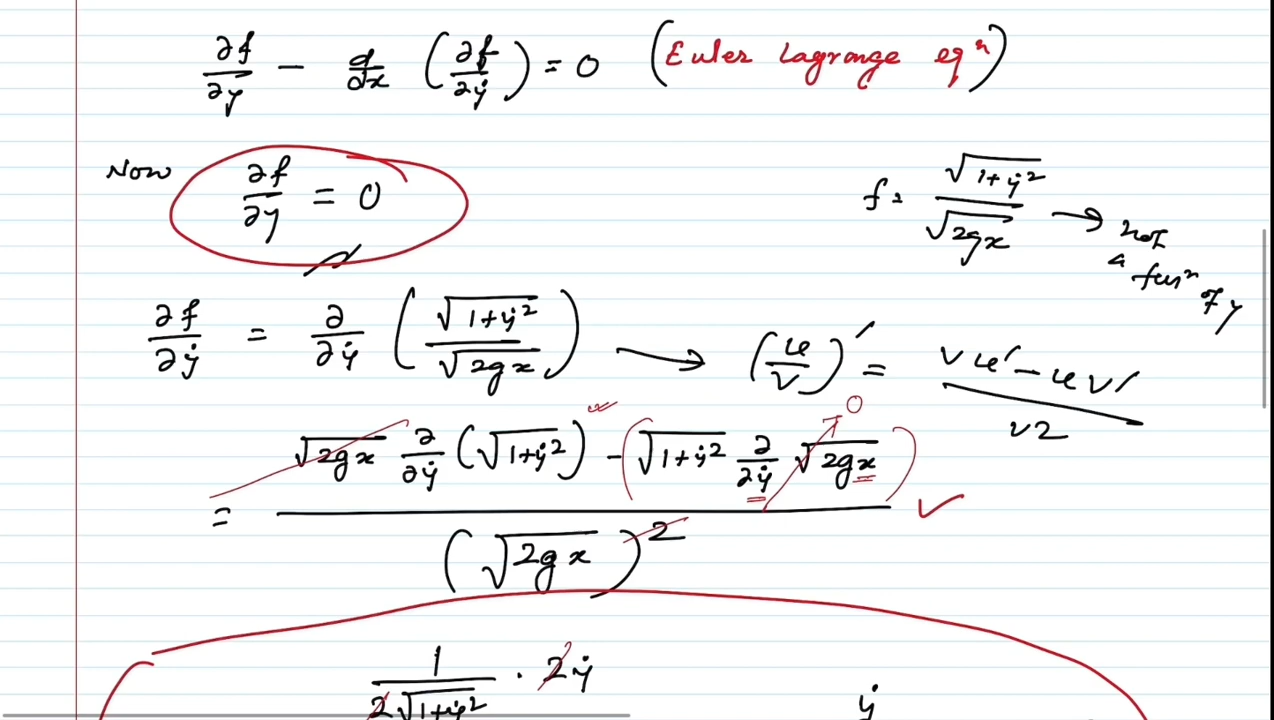 ∂f/∂y − d/dx (∂f/∂ẏ) = 0 (Euler Lagrange eqⁿ)
Now ∂f/∂y = 0
f = √(1+ẏ²) / √(2gx) → not a funⁿ of y
∂f/∂ẏ = ∂/∂ẏ (√(1+ẏ²) / √(2gx)) → (u/v)′ = (vu′ − uv′) / v2
= (√(2gx) ∂/∂ẏ (√(1+ẏ²)) − (√(1+ẏ²) ∂/∂ẏ √(2gx))) / (√(2gx))² ✓
0
1 / (2√(1+ẏ²)) · 2ẏ
ẏ